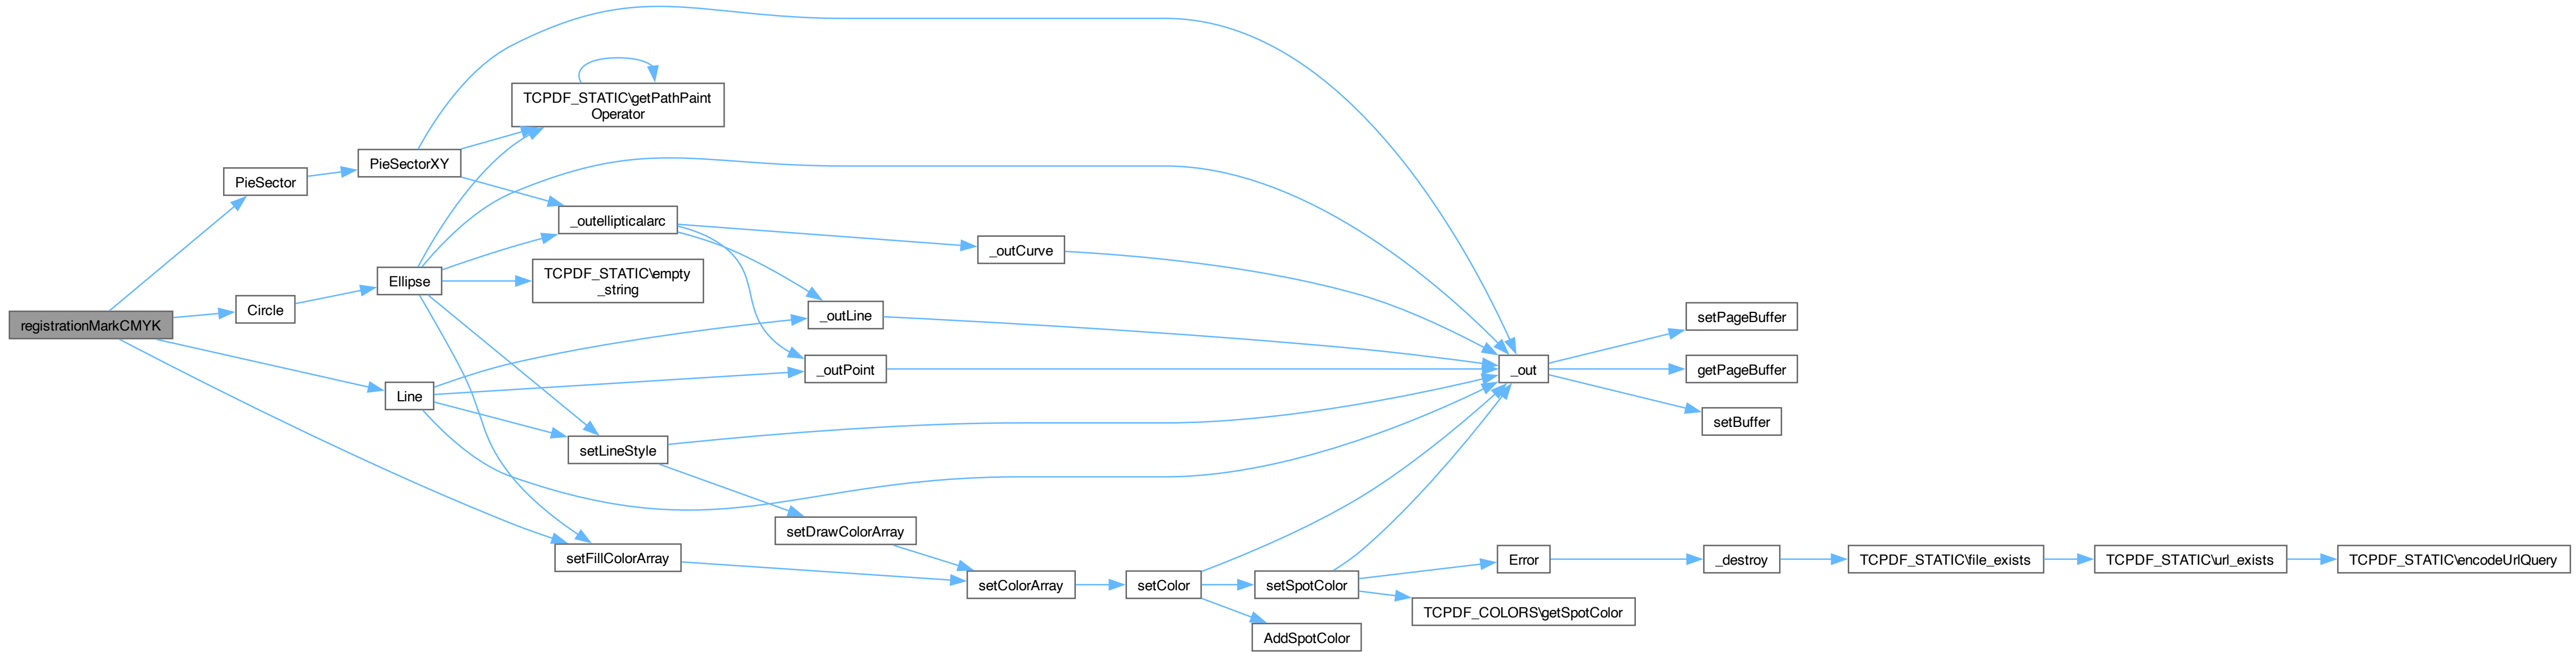 registrationMarkCMYK
PieSector
Circle
PieSectorXY
Ellipse
Line
TCPDF_STATIC\getPathPaint
Operator
_outellipticalarc
TCPDF_STATIC\empty
_string
setLineStyle
setFillColorArray
_outLine
_outPoint
setDrawColorArray
_outCurve
setColorArray
setColor
setSpotColor
AddSpotColor
_out
Error
TCPDF_COLORS\getSpotColor
setPageBuffer
getPageBuffer
setBuffer
_destroy
TCPDF_STATIC\file_exists
TCPDF_STATIC\url_exists
TCPDF_STATIC\encodeUrlQuery